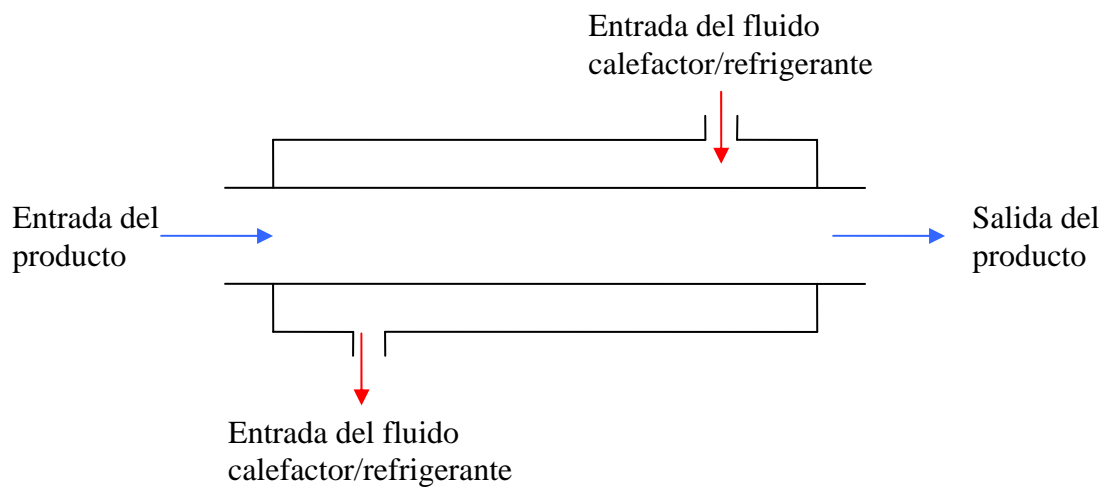 Entrada del fluido
calefactor/refrigerante
Entrada del
producto
Salida del
producto
Entrada del fluido
calefactor/refrigerante